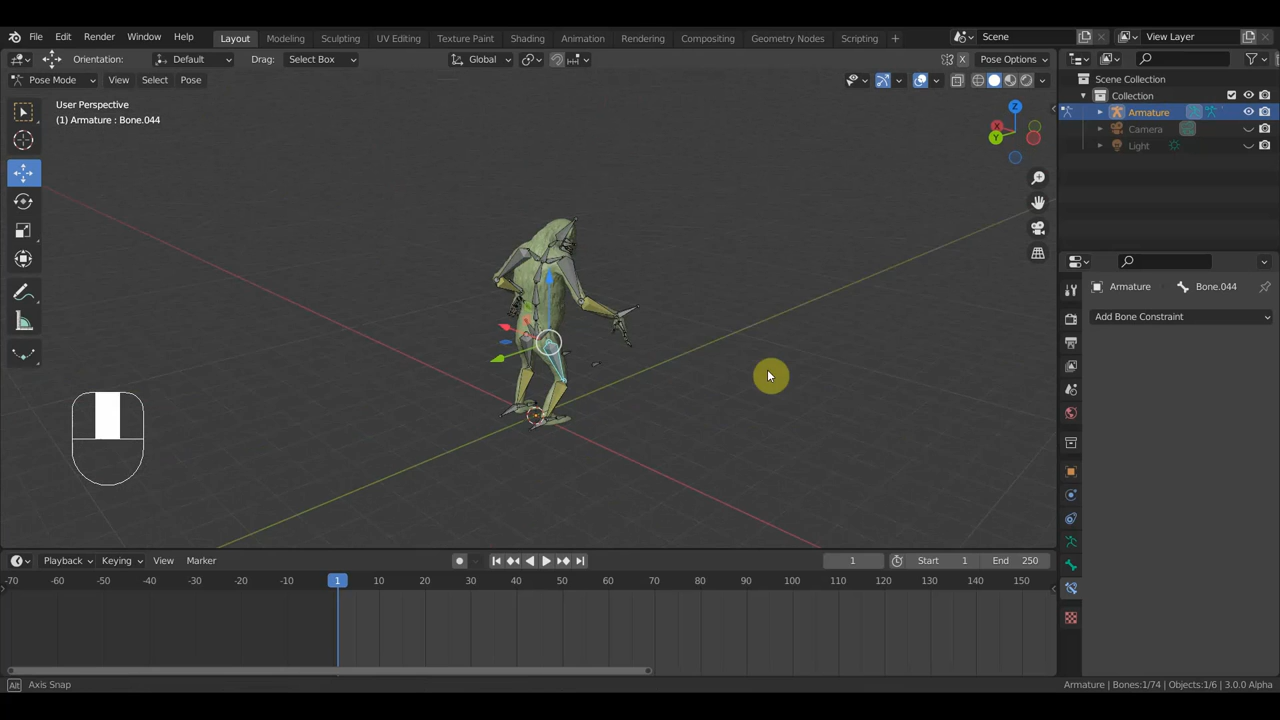 File Edit Render Window Help Layout Modeling Sculpting UV Editing Texture Paint Shading Animation Rendering Compositing Geometry Nodes Scripting + Scene View Layer
Orientation: Default Drag: Select Box Global X Pose Options
Pose Mode View Select Pose
User Perspective
(1) Armature : Bone.044
Z
X
Y
Scene Collection
Collection
Armature
Camera
Light
Armature Bone.044
Add Bone Constraint
Playback Keying View Marker 1 Start 1 End 250
-70 -60 -50 -40 -30 -20 -10 1 10 20 30 40 50 60 70 80 90 100 110 120 130 140 150
Alt Axis Snap Armature | Bones:1/74 | Objects:1/6 | 3.0.0 Alpha